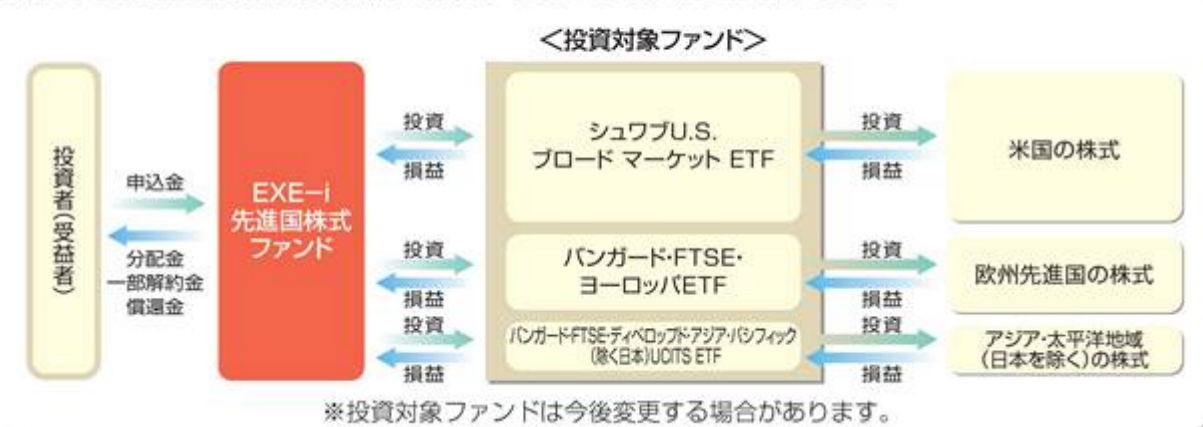 <投資対象ファンド>
投資者(受益者)
申込金
分配金
一部解約金
償還金
EXE-i
先進国株式
ファンド
投資
損益
シュワブU.S.
ブロード マーケット ETF
投資
損益
米国の株式
投資
損益
バンガード・FTSE・
ヨーロッパETF
投資
損益
欧州先進国の株式
投資
損益
バンガード・FTSE・ディベロップド・アジア・パシフィック
(除く日本)UCITS ETF
投資
損益
アジア・太平洋地域
(日本を除く)の株式
※投資対象ファンドは今後変更する場合があります。